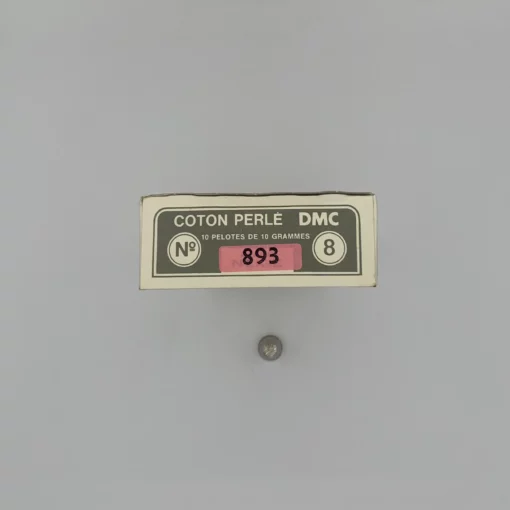 COTON PERLÉ DMC
10 PELOTES DE 10 GRAMMES
Nº 893 8